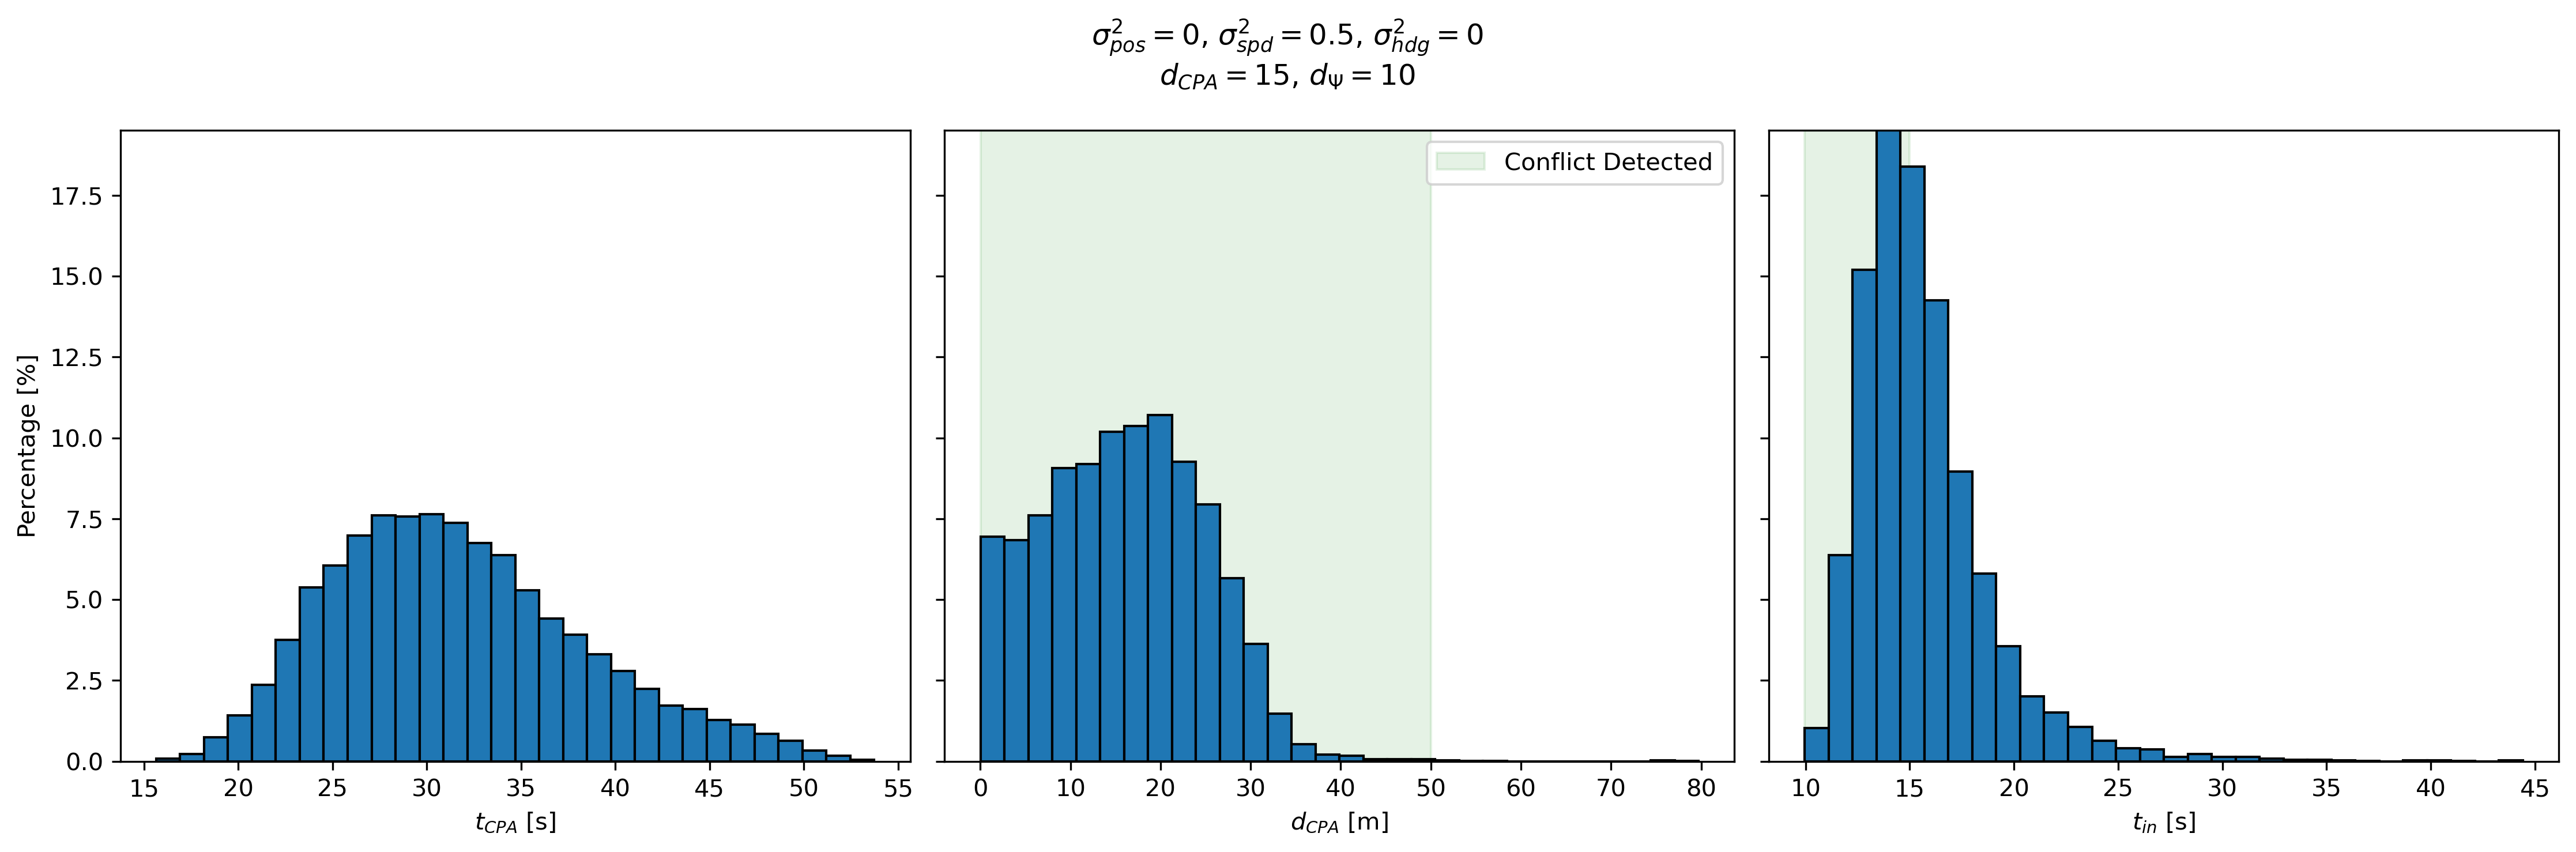 σ²pos = 0, σ²spd = 0.5, σ²hdg = 0
dCPA = 15, dΨ = 10
Percentage [%]
17.5
15.0
12.5
10.0
7.5
5.0
2.5
0.0
15 20 25 30 35 40 45 50 55
tCPA [s]
Conflict Detected
0 10 20 30 40 50 60 70 80
dCPA [m]
10 15 20 25 30 35 40 45
tin [s]